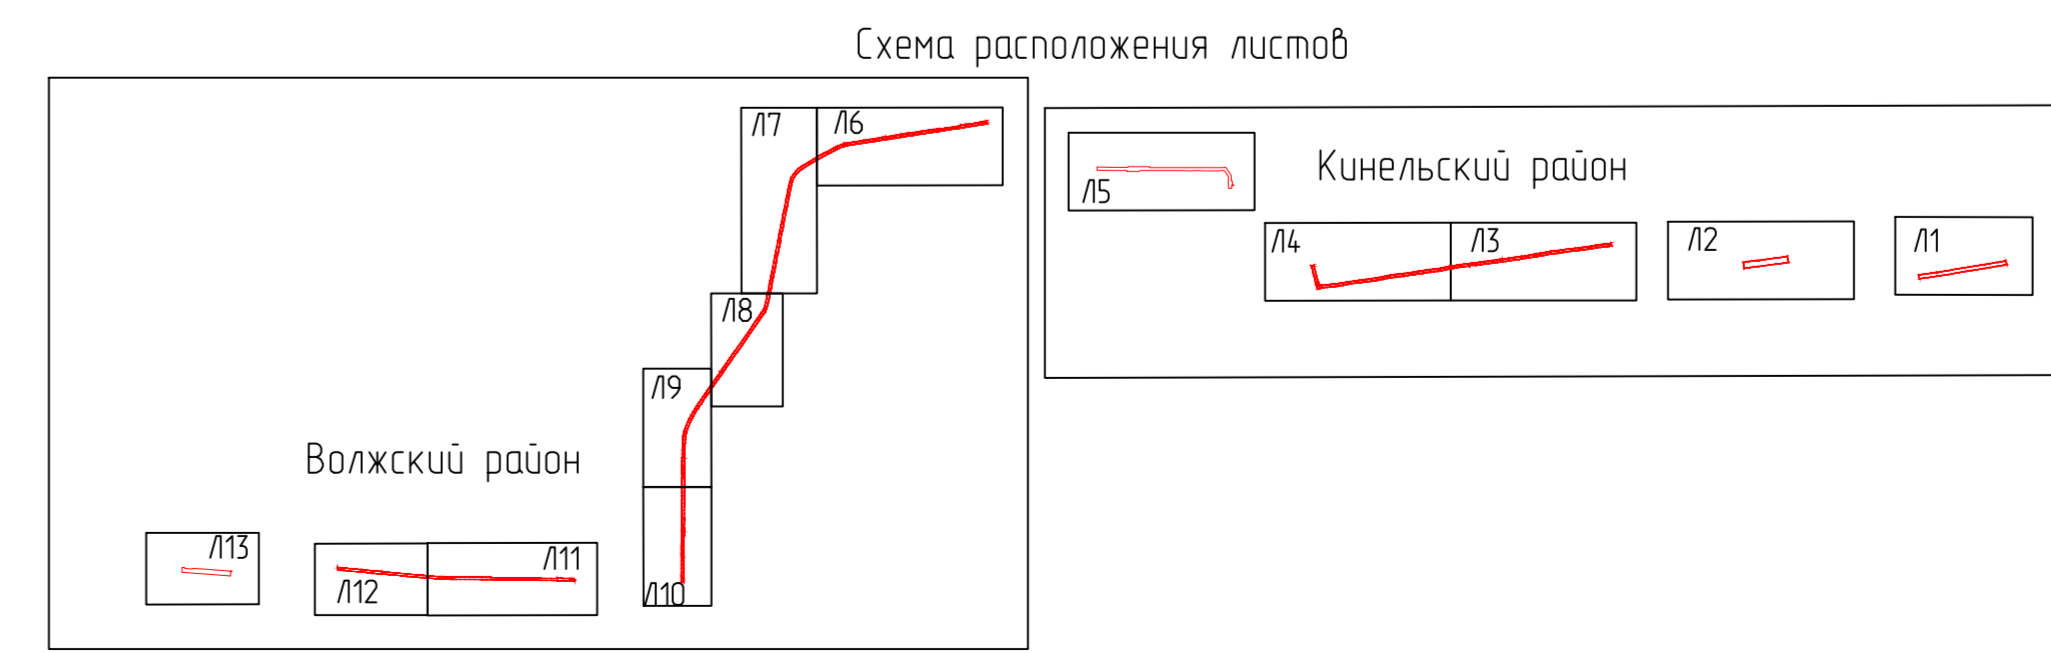 Схема расположения листов
Л7
Л6
Л8
Л9
Волжский район
Л13
Л12
Л11
Л10
Кинельский район
Л5
Л4
Л3
Л2
Л1